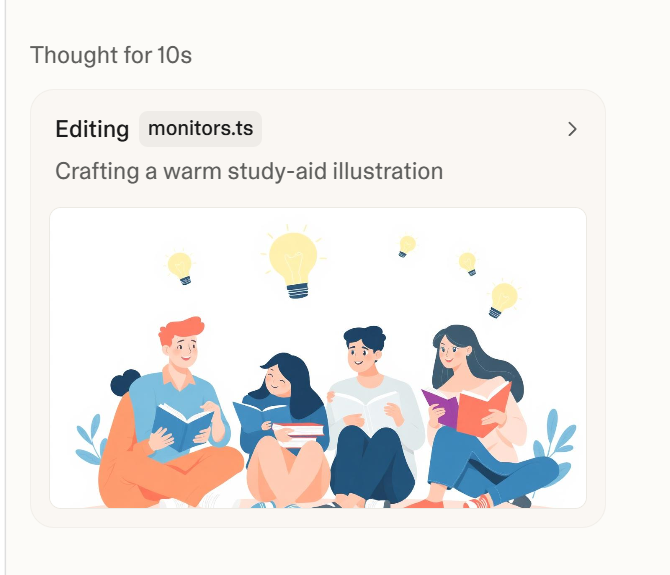 Thought for 10s
Editing monitors.ts
Crafting a warm study-aid illustration